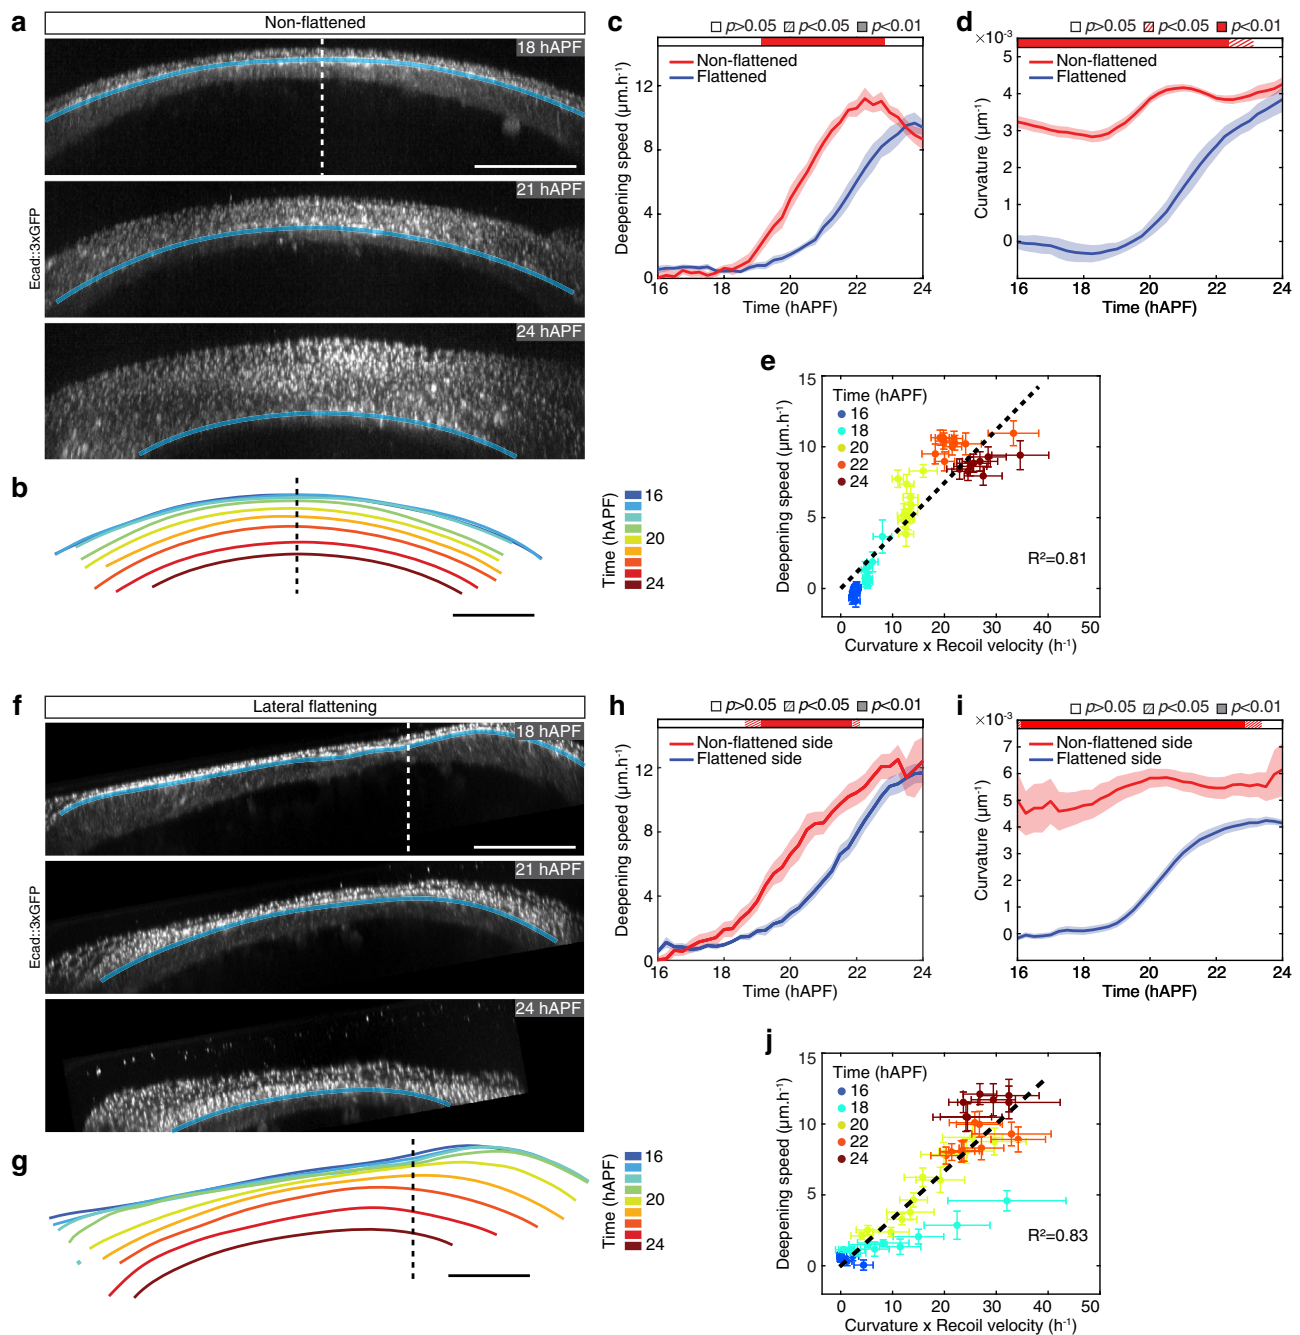 a
Non-flattened
18 hAPF
21 hAPF
24 hAPF
Ecad::3xGFP
b
Time (hAPF)
16
20
24
c
p>0.05 p<0.05 p<0.01
Non-flattened
Flattened
Deepening speed (µm.h⁻¹)
12
8
4
0
16 18 20 22 24
Time (hAPF)
d
p>0.05 p<0.05 p<0.01
×10⁻³
Non-flattened
Flattened
Curvature (µm⁻¹)
5
4
3
2
1
0
16 18 20 22 24
Time (hAPF)
e
Time (hAPF)
16
18
20
22
24
Deepening speed (µm.h⁻¹)
15
10
5
0
R²=0.81
0 10 20 30 40 50
Curvature x Recoil velocity (h⁻¹)
f
Lateral flattening
18 hAPF
21 hAPF
24 hAPF
Ecad::3xGFP
g
Time (hAPF)
16
20
24
h
p>0.05 p<0.05 p<0.01
Non-flattened side
Flattened side
Deepening speed (µm.h⁻¹)
12
8
4
0
16 18 20 22 24
Time (hAPF)
i
p>0.05 p<0.05 p<0.01
×10⁻³
Non-flattened side
Flattened side
Curvature (µm⁻¹)
7
6
5
4
3
2
1
0
16 18 20 22 24
Time (hAPF)
j
Time (hAPF)
16
18
20
22
24
Deepening speed (µm.h⁻¹)
15
10
5
0
R²=0.83
0 10 20 30 40 50
Curvature x Recoil velocity (h⁻¹)